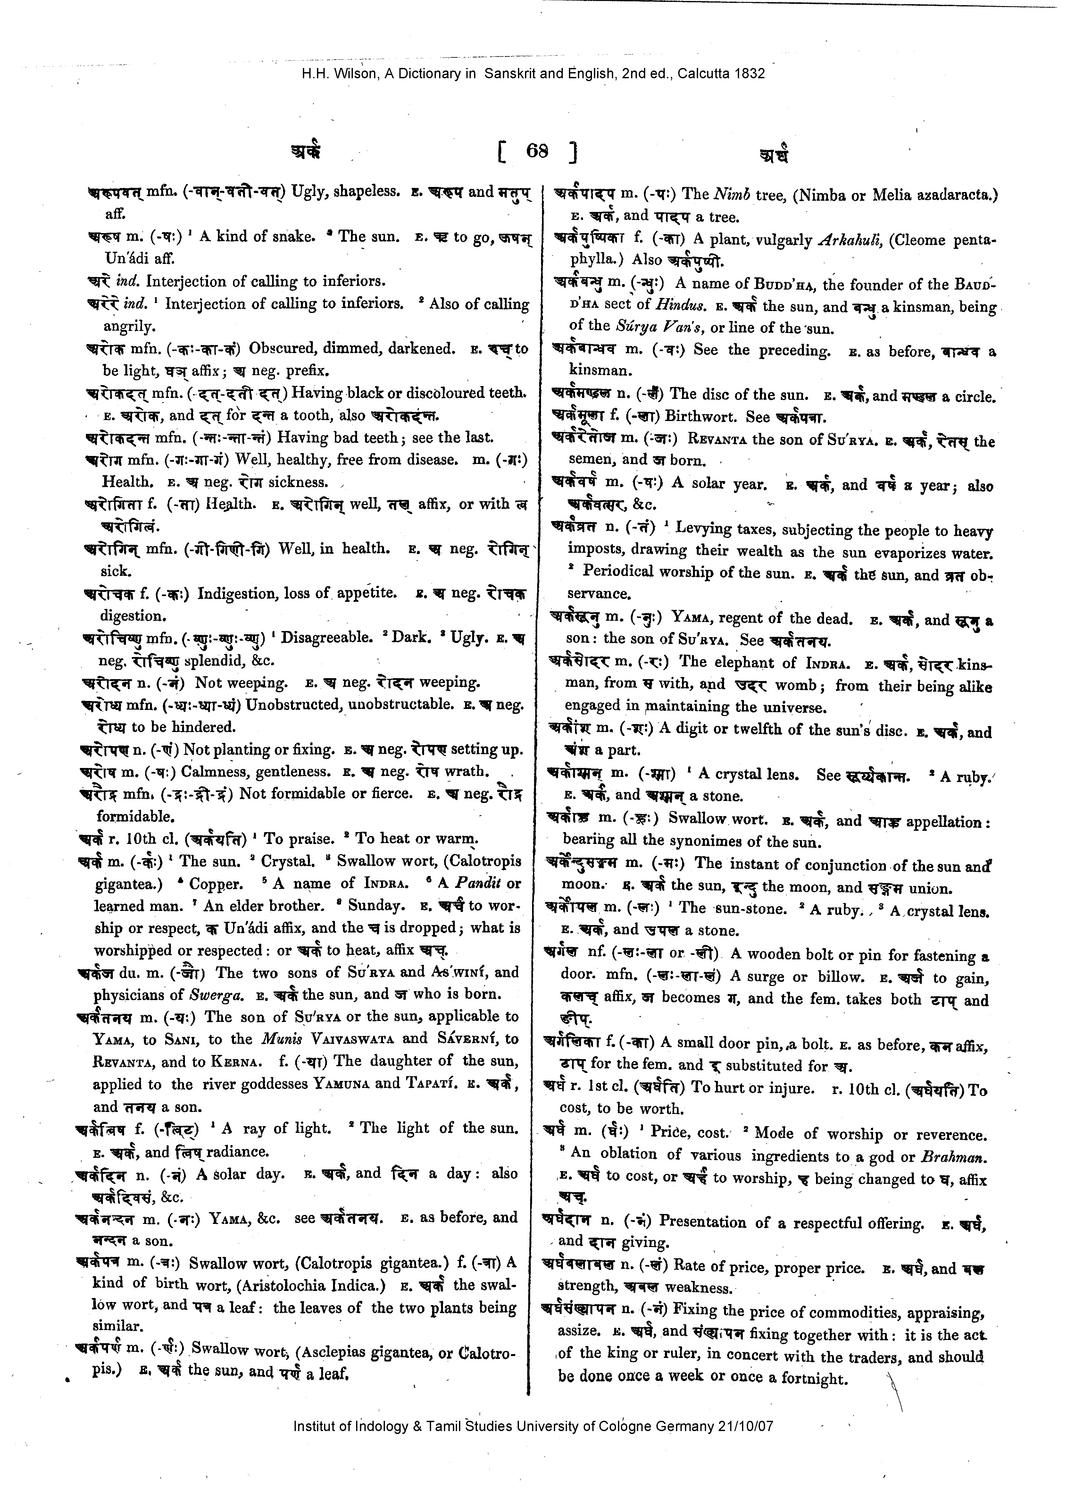 H.H. Wilson, A Dictionary in Sanskrit and English, 2nd ed., Calcutta 1832
अर्क [ 68 ] अर्घ
अरूपवत् mfn. (-वान्-वती-वत्) Ugly, shapeless. E. अरूप and मतुप्
aff.
अरूष m. (-षः) ¹ A kind of snake. ² The sun. E. ऋ to go, ऊषन्
Un'ádi aff.
अरे ind. Interjection of calling to inferiors.
अरेरे ind. ¹ Interjection of calling to inferiors. ² Also of calling
angrily.
अरोक mfn. (-कः-का-कं) Obscured, dimmed, darkened. E. रुच् to
be light, घञ् affix; अ neg. prefix.
अरोकदत् mfn. (-दत्-दती दत्) Having black or discoloured teeth.
E. अरोक, and दत् for दन्त a tooth, also अरोकदंन्त.
अरोकदन्त mfn. (-न्तः-न्ता-न्तं) Having bad teeth; see the last.
अरोग mfn. (-गः-गा-गं) Well, healthy, free from disease. m. (-गः)
Health. E. अ neg. रोग sickness.
अरोगिता f. (-ता) Health. E. अरोगिन् well, तल् affix, or with त्व
अरोगित्वं.
अरोगिन् mfn. (-गी-गिणी-गि) Well, in health. E. अ neg. रोगिन्
sick.
अरोचक f. (-कः) Indigestion, loss of appetite. E. अ neg. रोचक
digestion.
अरोचिष्णु mfn. (-ष्णुः-ष्णुः-ष्णु) ¹ Disagreeable. ² Dark. ³ Ugly. E. अ
neg. रोचिष्णु splendid, &c.
अरोदन n. (-नं) Not weeping. E. अ neg. रोदन weeping.
अरोध्य mfn. (-ध्यः-ध्या-ध्यं) Unobstructed, unobstructable. E. अ neg.
रोध्य to be hindered.
अरोपण n. (-णं) Not planting or fixing. E. अ neg. रोपण setting up.
अरोष m. (-षः) Calmness, gentleness. E. अ neg. रोष wrath.
अरौद्र mfn. (-द्रः-द्री-द्रं) Not formidable or fierce. E. अ neg. रौद्र
formidable.
अर्क r. 10th cl. (अर्कयति) ¹ To praise. ² To heat or warm.
अर्क m. (-र्कः) ¹ The sun. ² Crystal. ³ Swallow wort, (Calotropis
gigantea.) ⁴ Copper. ⁵ A name of INDRA. ⁶ A Pandit or
learned man. ⁷ An elder brother. ⁸ Sunday. E. अर्च to wor-
ship or respect, क Un'ádi affix, and the च is dropped; what is
worshipped or respected: or अर्क to heat, affix अच्.
अर्कज du. m. (-जौ) The two sons of SÚRYA and AS'WINÍ, and
physicians of Swerga. E. अर्क the sun, and ज who is born.
अर्कतनय m. (-यः) The son of SU'RYA or the sun, applicable to
YAMA, to SANI, to the Munis VAIVASWATA and SÁVERNÍ, to
REVANTA, and to KERNA. f. (-या) The daughter of the sun,
applied to the river goddesses YAMUNA and TAPATÍ. E. अर्क,
and तनय a son.
अर्कत्विष f. (-त्विट्) ¹ A ray of light. ² The light of the sun.
E. अर्क, and त्विष् radiance.
अर्कदिन n. (-नं) A solar day. E. अर्क, and दिन a day: also
अर्कदिवसं, &c.
अर्कनन्दन m. (-नः) YAMA, &c. see अर्कतनय. E. as before, and
नन्दन a son.
अर्कपत्र m. (-त्रः) Swallow wort, (Calotropis gigantea.) f. (-त्रा) A
kind of birth wort, (Aristolochia Indica.) E. अर्क the swal-
low wort, and पत्र a leaf: the leaves of the two plants being
similar.
अर्कपर्ण m. (-र्णः) Swallow wort, (Asclepias gigantea, or Calotro-
pis.) E. अर्क the sun, and पर्ण a leaf.
अर्कपादप m. (-पः) The Nimb tree, (Nimba or Melia azadaracta.)
E. अर्क, and पादप a tree.
अर्कपुष्पिका f. (-का) A plant, vulgarly Arkahuli, (Cleome penta-
phylla.) Also अर्कपुष्पी.
अर्कबन्धु m. (-न्धुः) A name of BUDD'HA, the founder of the BAUD-
D'HA sect of Hindus. E. अर्क the sun, and बन्धु a kinsman, being
of the Súrya Van's, or line of the sun.
अर्कबान्धव m. (-वः) See the preceding. E. as before, बान्धव a
kinsman.
अर्कमण्डल n. (-लं) The disc of the sun. E. अर्क, and मण्डल a circle.
अर्कमूला f. (-ला) Birthwort. See अर्कपत्रा.
अर्करेतोज m. (-जः) REVANTA the son of SU'RYA. E. अर्क, रेतस् the
semen, and ज born.
अर्कवर्ष m. (-षः) A solar year. E. अर्क, and वर्ष a year; also
अर्कवत्सर, &c.
अर्कव्रत n. (-तं) ¹ Levying taxes, subjecting the people to heavy
imposts, drawing their wealth as the sun evaporizes water.
² Periodical worship of the sun. E. अर्क the sun, and व्रत ob-
servance.
अर्कसूनु m. (-नुः) YAMA, regent of the dead. E. अर्क, and सूनु a
son: the son of SU'RYA. See अर्कतनय.
अर्कसोदर m. (-रः) The elephant of INDRA. E. अर्क, सोदर kins-
man, from स with, and उदर womb; from their being alike
engaged in maintaining the universe.
अर्कांश m. (-शः) A digit or twelfth of the sun's disc. E. अर्क, and
अंश a part.
अर्काश्मन् m. (-श्मा) ¹ A crystal lens. See सूर्य्यकान्त. ² A ruby.
E. अर्क, and अश्मन् a stone.
अर्काह्व m. (-ह्वः) Swallow wort. E. अर्क, and आह्व appellation:
bearing all the synonimes of the sun.
अर्केन्दुसङ्गम m. (-मः) The instant of conjunction of the sun and
moon. E. अर्क the sun, इन्दु the moon, and सङ्गम union.
अर्कोपल m. (-लः) ¹ The sun-stone. ² A ruby. ³ A crystal lens.
E. अर्क, and उपल a stone.
अर्गल nf. (-लः-ला or -ली) A wooden bolt or pin for fastening a
door. mfn. (-लः-ला-लं) A surge or billow. E. अर्ज to gain,
कलच् affix, ज becomes ग, and the fem. takes both टाप् and
ङीप्.
अर्गलिका f. (-का) A small door pin, a bolt. E. as before, कन affix,
टाप् for the fem. and इ substituted for अ.
अर्घ r. 1st cl. (अर्घति) To hurt or injure. r. 10th cl. (अर्घयति) To
cost, to be worth.
अर्घ m. (र्घः) ¹ Price, cost. ² Mode of worship or reverence.
³ An oblation of various ingredients to a god or Brahman.
E. अर्घ to cost, or अर्ह to worship, ह being changed to घ, affix
अच्.
अर्घदान n. (-नं) Presentation of a respectful offering. E. अर्घ,
and दान giving.
अर्घबलाबल n. (-लं) Rate of price, proper price. E. अर्घ, and बल
strength, अबल weakness.
अर्घसंस्थापन n. (-नं) Fixing the price of commodities, appraising,
assize. E. अर्घ, and संस्थापन fixing together with: it is the act
of the king or ruler, in concert with the traders, and should
be done once a week or once a fortnight.
Institut of Indology & Tamil Studies University of Cologne Germany 21/10/07